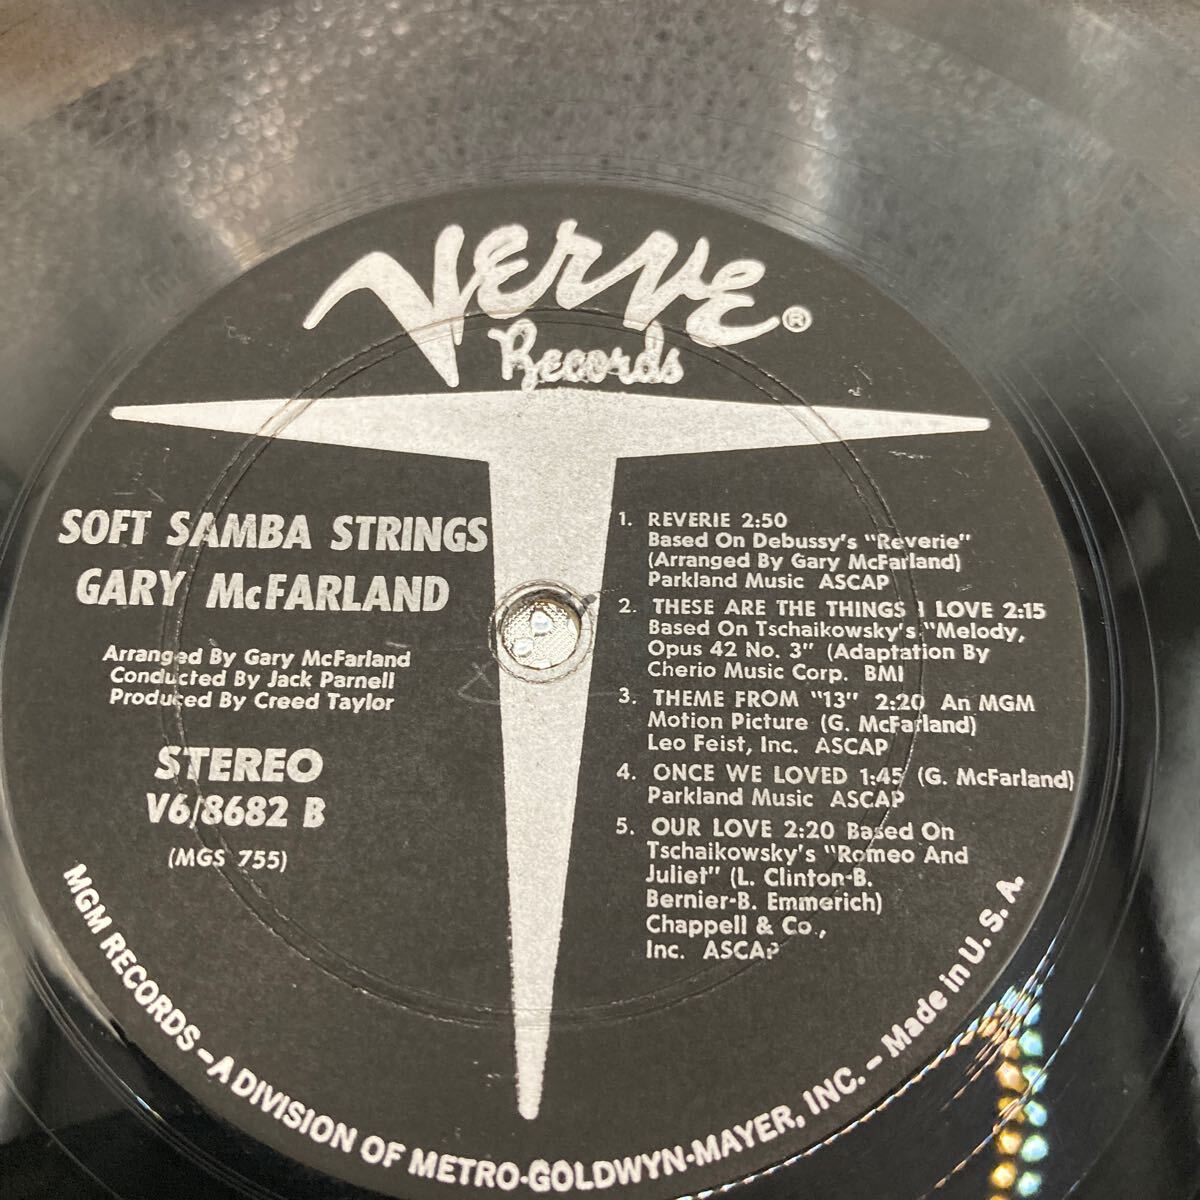 Verve®
Records
SOFT SAMBA STRINGS
GARY McFARLAND
Arranged By Gary McFarland
Conducted By Jack Parnell
Produced By Creed Taylor
STEREO
V6/8682 B
(MGS 755)
1. REVERIE 2:50
Based On Debussy's "Reverie"
(Arranged By Gary McFarland)
Parkland Music ASCAP
2. THESE ARE THE THINGS I LOVE 2:15
Based On Tschaikowsky's "Melody,
Opus 42 No. 3" (Adaptation By
Cherio Music Corp. BMI
3. THEME FROM "13" 2:20 An MGM
Motion Picture (G. McFarland)
Leo Feist, Inc. ASCAP
4. ONCE WE LOVED 1:45 (G. McFarland)
Parkland Music ASCAP
5. OUR LOVE 2:20 Based On
Tschaikowsky's "Romeo And
Juliet" (L. Clinton-B.
Bernier-B. Emmerich)
Chappell & Co.,
Inc. ASCAP
MGM RECORDS – A DIVISION OF METRO-GOLDWYN-MAYER, INC. – Made in U. S. A.